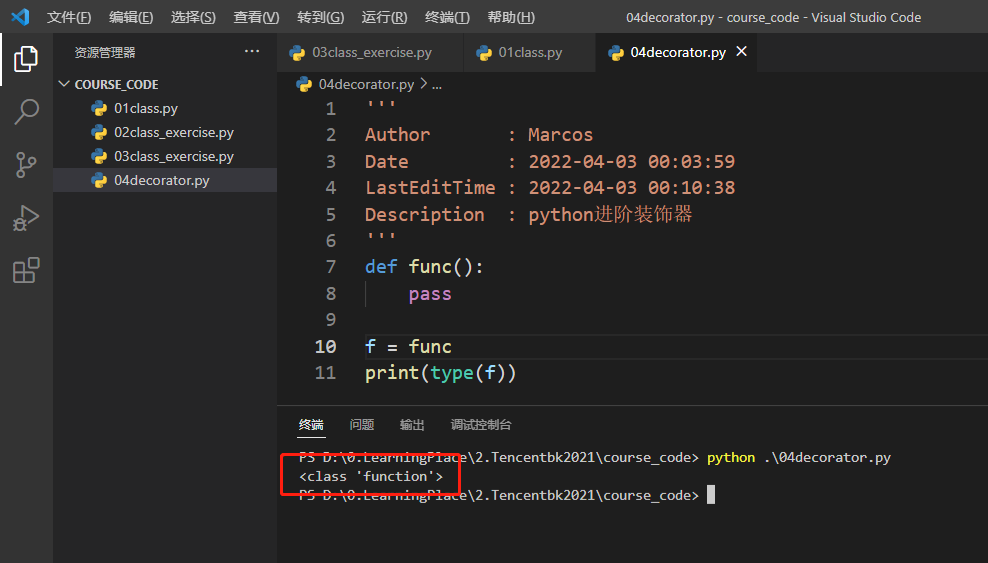 文件(F) 编辑(E) 选择(S) 查看(V) 转到(G) 运行(R) 终端(T) 帮助(H) 04decorator.py - course_code - Visual Studio Code
资源管理器 ...
03class_exercise.py 01class.py 04decorator.py
COURSE_CODE
01class.py
02class_exercise.py
03class_exercise.py
04decorator.py
04decorator.py > ...
1 '''
2 Author : Marcos
3 Date : 2022-04-03 00:03:59
4 LastEditTime : 2022-04-03 00:10:38
5 Description : python进阶装饰器
6 '''
7 def func():
8 pass
9
10 f = func
11 print(type(f))
终端 问题 输出 调试控制台
PS D:\0.LearningPlace\2.Tencentbk2021\course_code> python .\04decorator.py
<class 'function'>
PS D:\0.LearningPlace\2.Tencentbk2021\course_code>